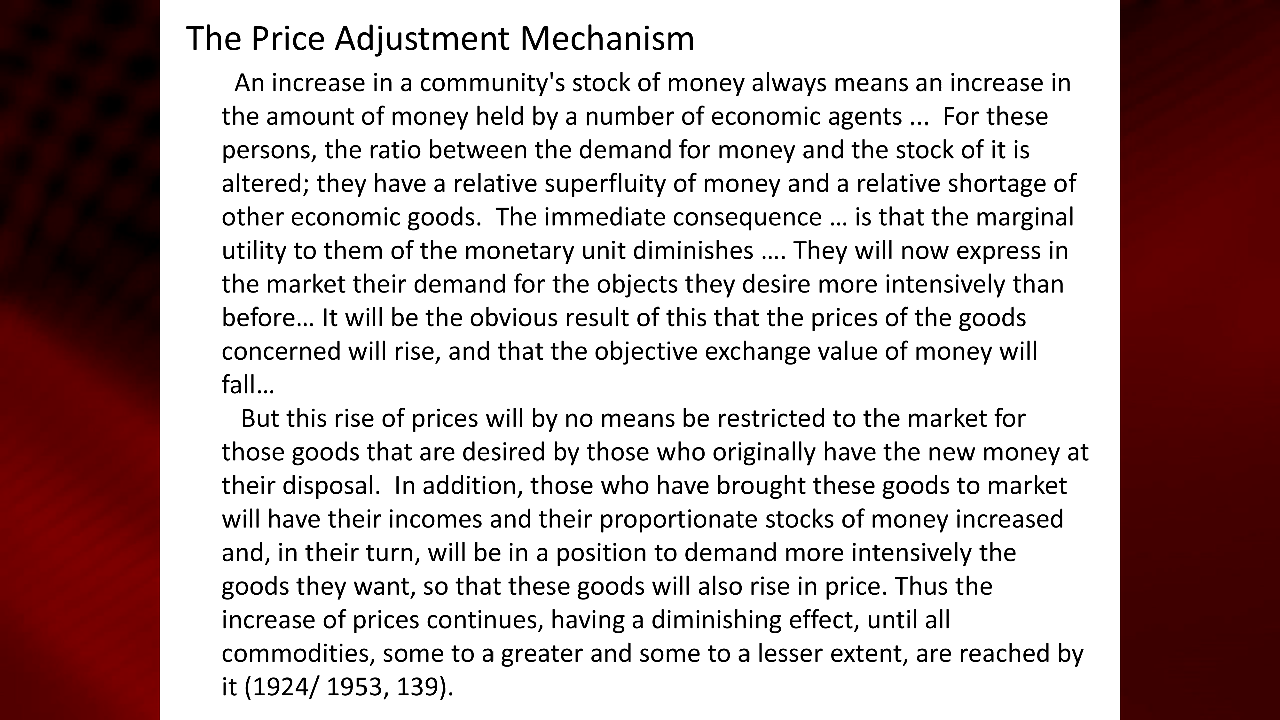 The Price Adjustment Mechanism
An increase in a community's stock of money always means an increase in
the amount of money held by a number of economic agents ... For these
persons, the ratio between the demand for money and the stock of it is
altered; they have a relative superfluity of money and a relative shortage of
other economic goods. The immediate consequence ... is that the marginal
utility to them of the monetary unit diminishes .... They will now express in
the market their demand for the objects they desire more intensively than
before... It will be the obvious result of this that the prices of the goods
concerned will rise, and that the objective exchange value of money will
fall...
But this rise of prices will by no means be restricted to the market for
those goods that are desired by those who originally have the new money at
their disposal. In addition, those who have brought these goods to market
will have their incomes and their proportionate stocks of money increased
and, in their turn, will be in a position to demand more intensively the
goods they want, so that these goods will also rise in price. Thus the
increase of prices continues, having a diminishing effect, until all
commodities, some to a greater and some to a lesser extent, are reached by
it (1924/ 1953, 139).